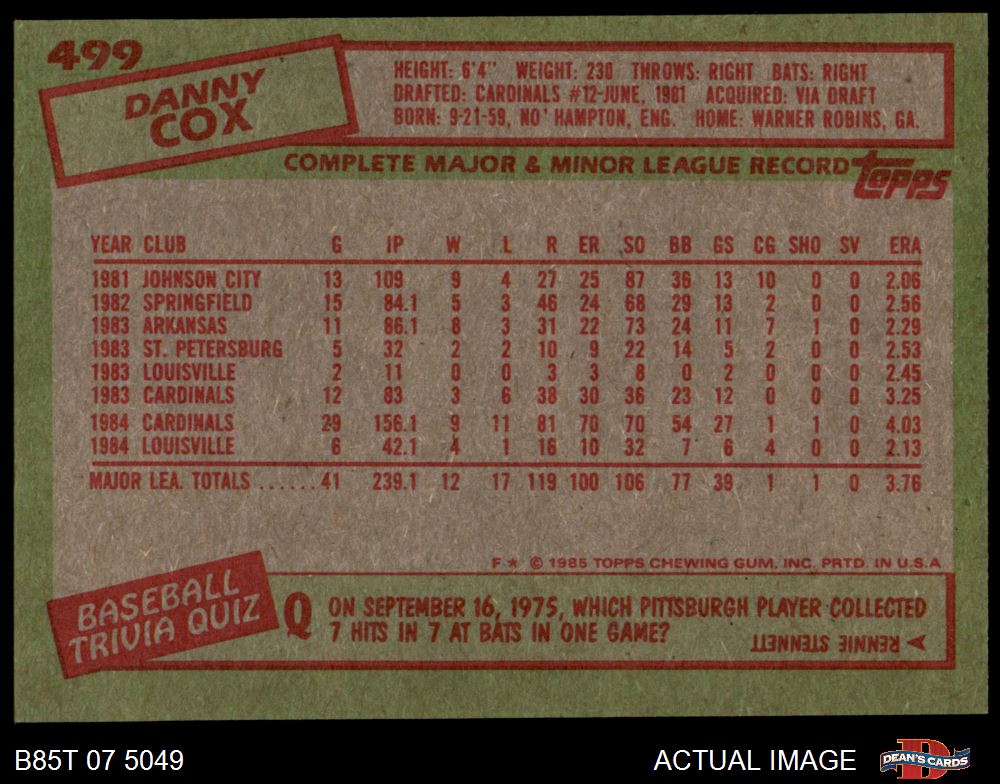 499
DANNY
COX
HEIGHT: 6'4" WEIGHT: 230 THROWS: RIGHT BATS: RIGHT
DRAFTED: CARDINALS #12-JUNE, 1981 ACQUIRED: VIA DRAFT
BORN: 9-21-59, NO' HAMPTON, ENG. HOME: WARNER ROBINS, GA.
COMPLETE MAJOR & MINOR LEAGUE RECORD topps
YEAR CLUB G IP W L R ER SO BB GS CG SHO SV ERA
1981 JOHNSON CITY 13 109 9 4 27 25 87 36 13 10 0 0 2.06
1982 SPRINGFIELD 15 84.1 5 3 46 24 68 29 13 2 0 0 2.56
1983 ARKANSAS 11 86.1 8 3 31 22 73 24 11 7 1 0 2.29
1983 ST. PETERSBURG 5 32 2 2 10 9 22 14 5 2 0 0 2.53
1983 LOUISVILLE 2 11 0 0 3 3 8 0 2 0 0 0 2.45
1983 CARDINALS 12 83 3 6 38 30 36 23 12 0 0 0 3.25
1984 CARDINALS 29 156.1 9 11 81 70 70 54 27 1 1 0 4.03
1984 LOUISVILLE 6 42.1 4 1 16 10 32 7 6 4 0 0 2.13
MAJOR LEA. TOTALS ......41 239.1 12 17 119 100 106 77 39 1 1 0 3.76
F* © 1985 TOPPS CHEWING GUM, INC. PRTD. IN U.S.A
BASEBALL
TRIVIA QUIZ
Q ON SEPTEMBER 16, 1975, WHICH PITTSBURGH PLAYER COLLECTED
7 HITS IN 7 AT BATS IN ONE GAME?
RENNIE STENNETT
B85T 07 5049
ACTUAL IMAGE
D
DEAN'S CARDS